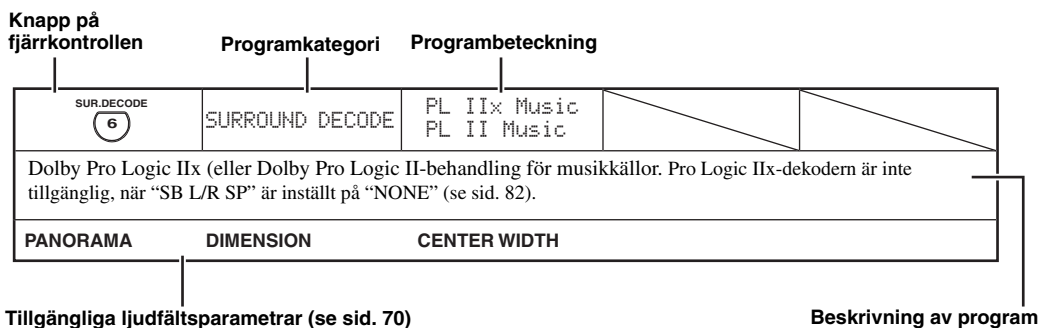 Knapp på
fjärrkontrollen
Programkategori
Programbeteckning
SUR.DECODE
6
SURROUND DECODE
PL IIx Music
PL II Music
Dolby Pro Logic IIx (eller Dolby Pro Logic II-behandling för musikkällor. Pro Logic IIx-dekodern är inte
tillgänglig, när “SB L/R SP” är inställt på “NONE” (se sid. 82).
PANORAMA DIMENSION CENTER WIDTH
Tillgängliga ljudfältsparametrar (se sid. 70)
Beskrivning av program